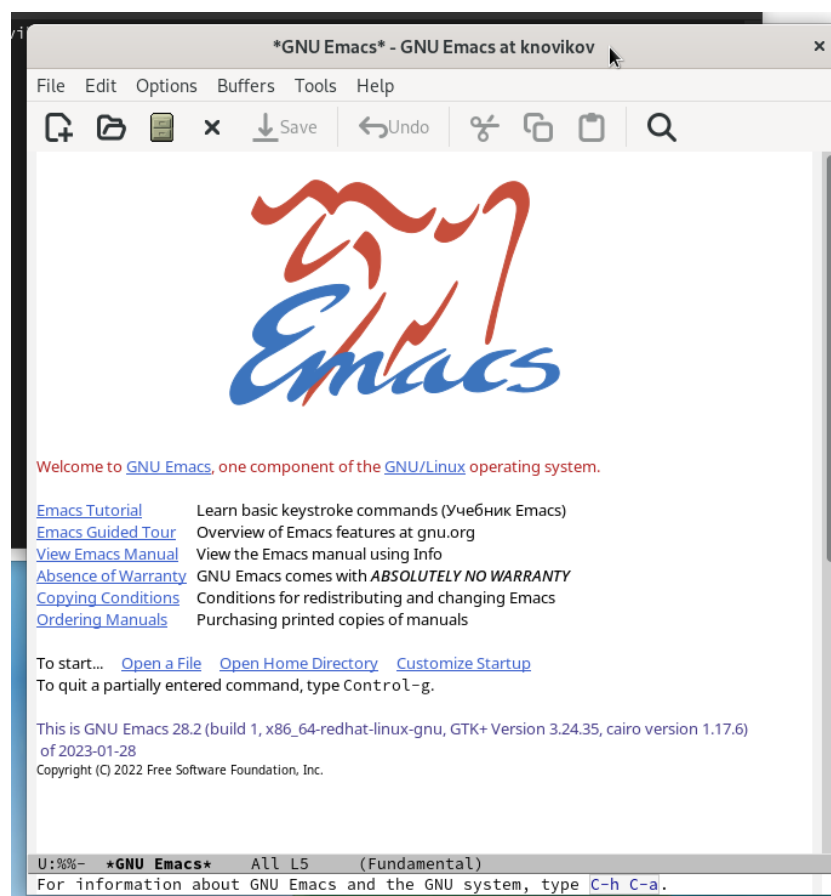 *GNU Emacs* - GNU Emacs at knovikov ×
File Edit Options Buffers Tools Help
Save Undo
Emacs
Welcome to GNU Emacs, one component of the GNU/Linux operating system.
Emacs Tutorial Learn basic keystroke commands (Учебник Emacs)
Emacs Guided Tour Overview of Emacs features at gnu.org
View Emacs Manual View the Emacs manual using Info
Absence of Warranty GNU Emacs comes with ABSOLUTELY NO WARRANTY
Copying Conditions Conditions for redistributing and changing Emacs
Ordering Manuals Purchasing printed copies of manuals
To start... Open a File Open Home Directory Customize Startup
To quit a partially entered command, type Control-g.
This is GNU Emacs 28.2 (build 1, x86_64-redhat-linux-gnu, GTK+ Version 3.24.35, cairo version 1.17.6)
of 2023-01-28
Copyright (C) 2022 Free Software Foundation, Inc.
U:%%- *GNU Emacs* All L5 (Fundamental)
For information about GNU Emacs and the GNU system, type C-h C-a.